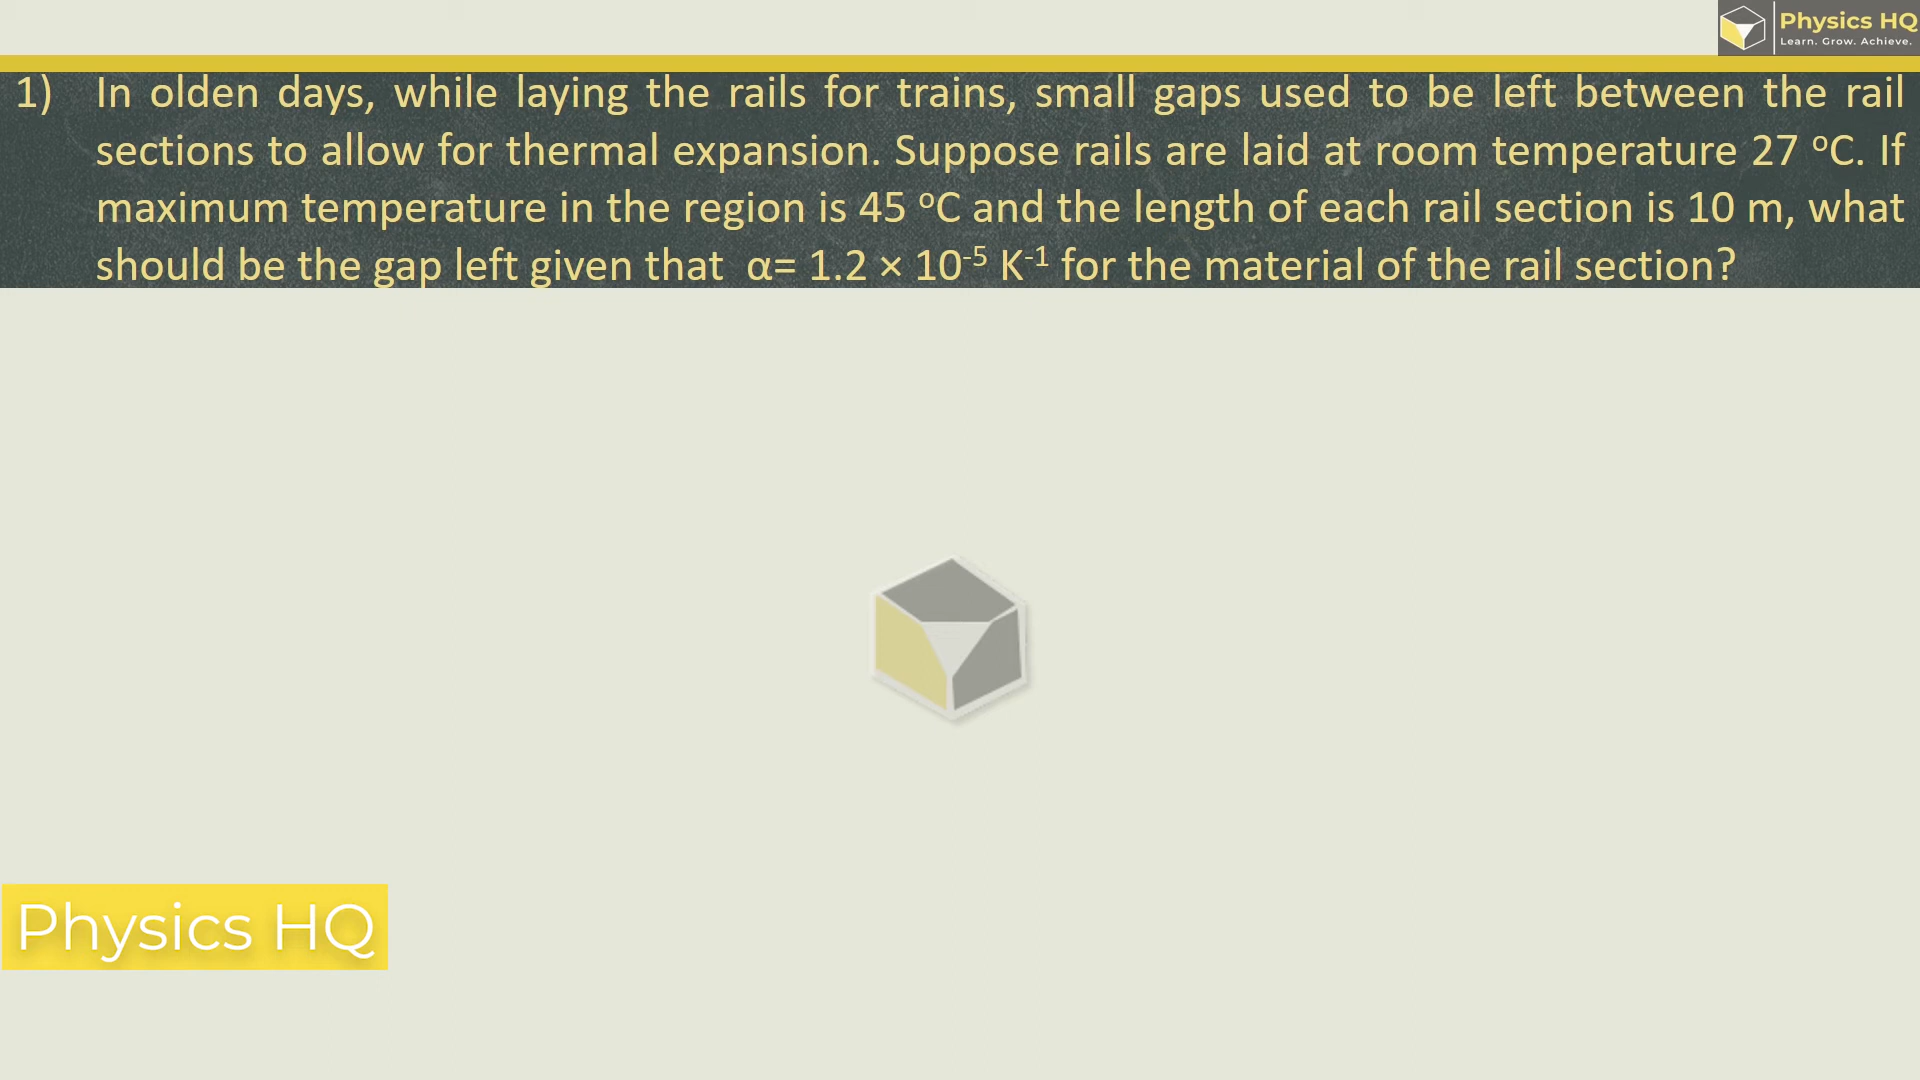 Physics HQ
Learn. Grow. Achieve.
1) In olden days, while laying the rails for trains, small gaps used to be left between the rail
sections to allow for thermal expansion. Suppose rails are laid at room temperature 27 ᵒC. If
maximum temperature in the region is 45 ᵒC and the length of each rail section is 10 m, what
should be the gap left given that α= 1.2 × 10⁻⁵ K⁻¹ for the material of the rail section?
Physics HQ